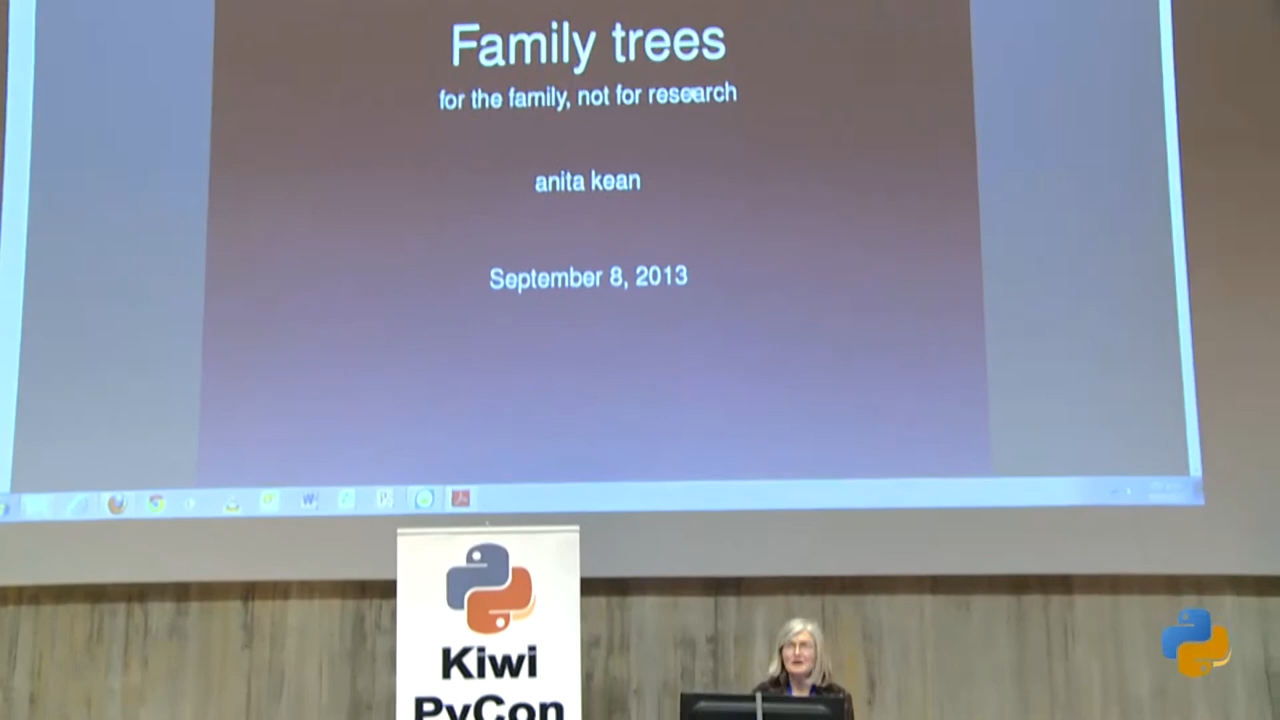 Family trees
for the family, not for research
anita kean
September 8, 2013
Kiwi
PyCon